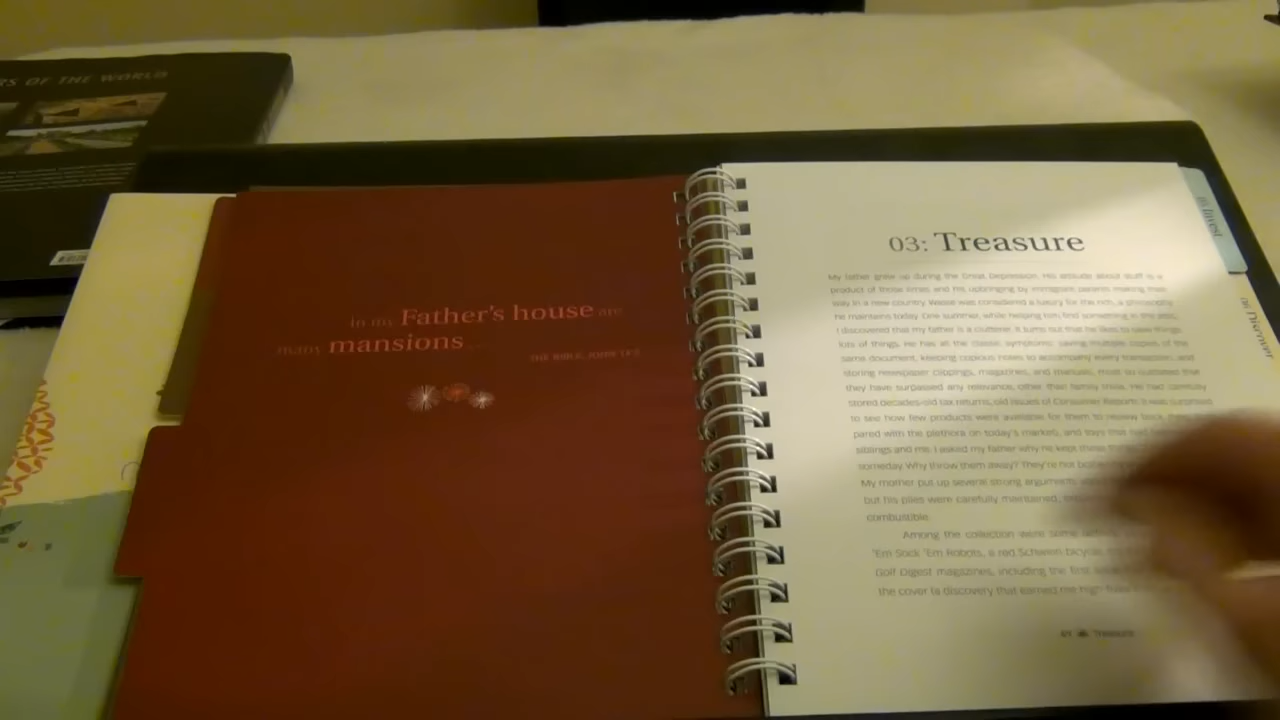 RS OF THE WORLD
In my Father's house are
many mansions...
THE BIBLE, JOHN 14:2
03: Treasure
My father grew up during the Great Depression. His attitude about stuff is a
product of those times and his upbringing by immigrant parents making their
way in a new country. Waste was considered a luxury for the rich, a philosophy
he maintains today. One summer, while helping him find something in the attic,
I discovered that my father is a clutterer. It turns out that he likes to save things,
lots of things. He has all the classic symptoms: saving multiple copies of the
same document, keeping copious notes to accompany every transaction, and
storing newspaper clippings, magazines, and manuals, most so outdated that
they have surpassed any relevance, other than family trivia. He had carefully
stored decades-old tax returns, old issues of Consumer Reports (I was surprised
to see how few products were available for them to review back then
pared with the plethora on today's market), and toys that had
siblings and me. I asked my father why he kept these things
someday. Why throw them away? They're not bothering
My mother put up several strong arguments
but his piles were carefully maintained,
combustible.
Among the collection were some
'Em Sock 'Em Robots, a red Schwinn bicycle,
Golf Digest magazines, including the first issue
the cover (a discovery that earned me high
Treasure
Invest
06: Discover